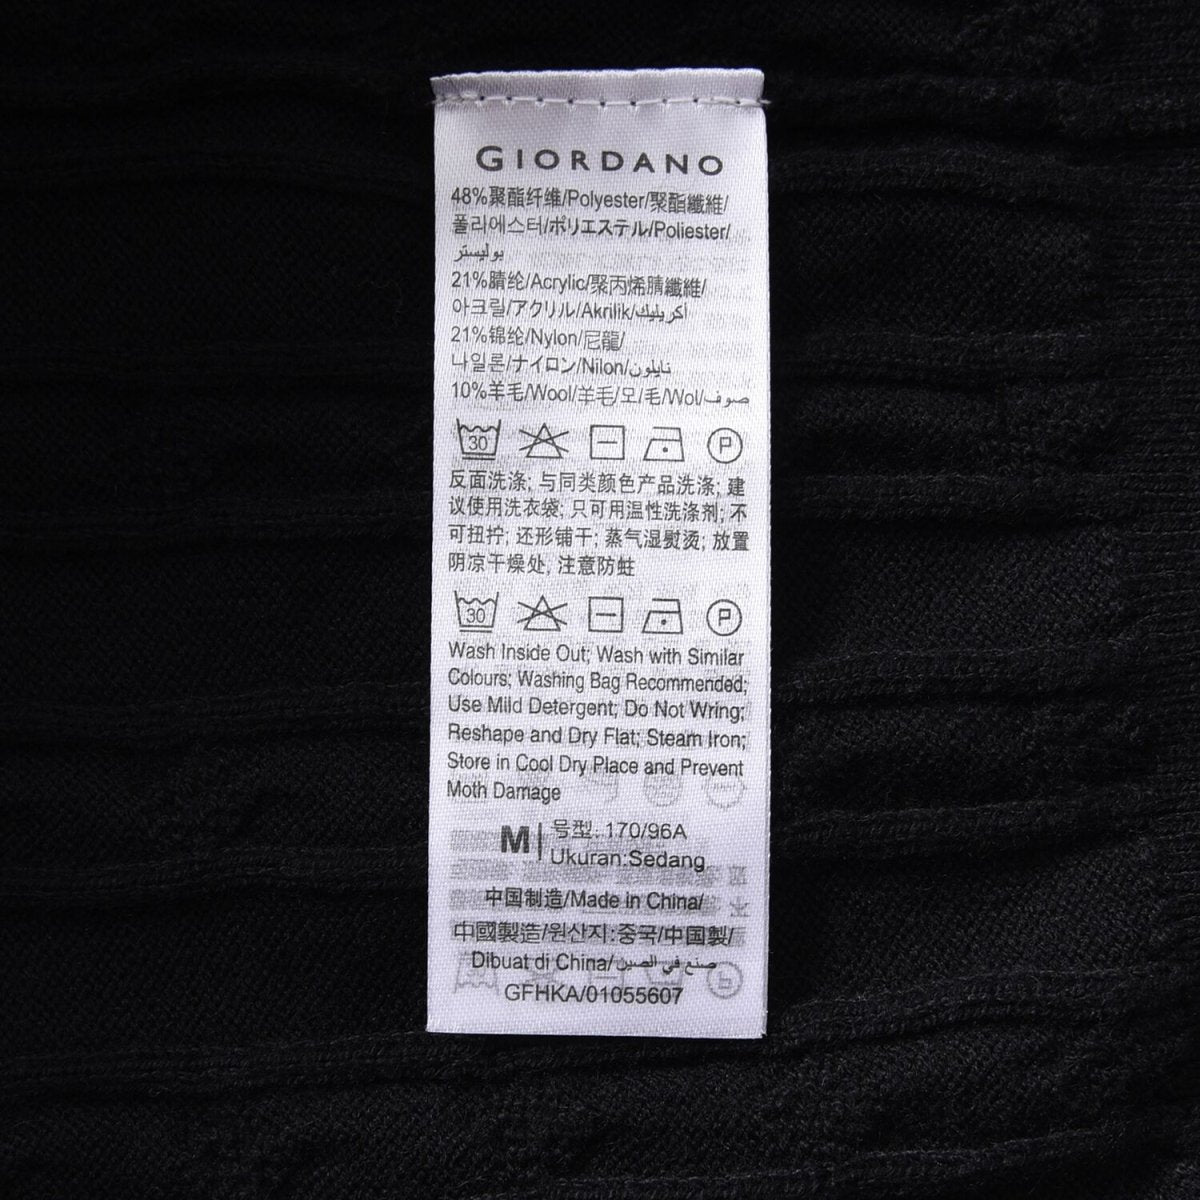 GIORDANO
48%聚酯纤维/Polyester/聚酯纖維/
폴리에스터/ポリエステル/Poliester/
بوليستر
21%腈纶/Acrylic/聚丙烯腈纖維/
아크릴/アクリル/Akrilik/اكريليك
21%锦纶/Nylon/尼龍/
나일론/ナイロン/Nilon/نايلون
10%羊毛/Wool/羊毛/모/毛/Wol/صوف
30 P
反面洗涤; 与同类颜色产品洗涤; 建
议使用洗衣袋; 只可用温性洗涤剂; 不
可扭拧; 还形铺干; 蒸气湿熨烫; 放置
阴凉干燥处, 注意防蛀
30 P
Wash Inside Out; Wash with Similar
Colours; Washing Bag Recommended;
Use Mild Detergent; Do Not Wring;
Reshape and Dry Flat; Steam Iron;
Store in Cool Dry Place and Prevent
Moth Damage
M 号型: 170/96A
Ukuran:Sedang
中国制造/Made in China/
中國製造/원산지:중국/中国製/
Dibuat di China/صنع في الصين
GFHKA/01055607